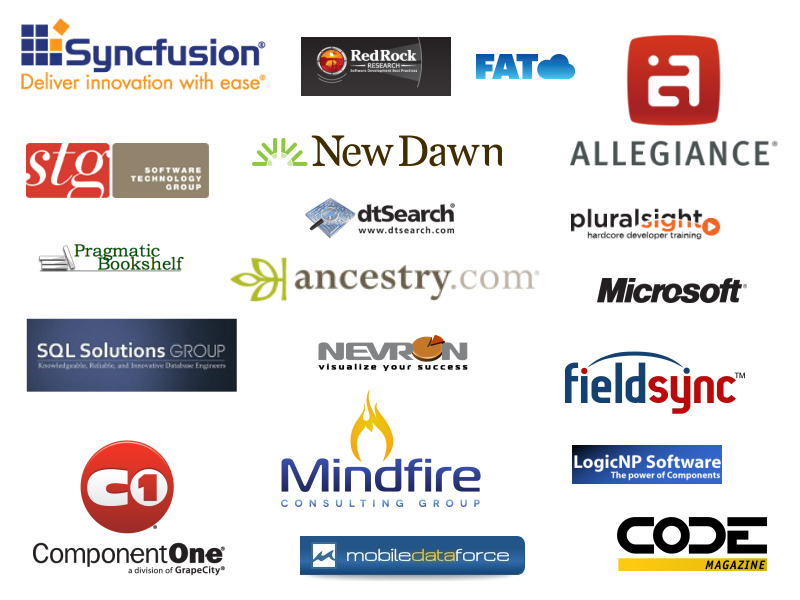 Syncfusion®
Deliver innovation with ease®
RedRock
RESEARCH
Software Development Best Practices
FAT
a
ALLEGIANCE®
stg
SOFTWARE
TECHNOLOGY
GROUP
New Dawn
dtSearch®
www.dtsearch.com
pluralsight
hardcore developer training
Pragmatic
Bookshelf
ancestry.com®
Microsoft®
SQL Solutions GROUP
Knowledgeable, Reliable, and Innovative Database Engineers
NEVRON
visualize your success
fieldsync™
C1
ComponentOne®
a division of GrapeCity®
Mindfire
CONSULTING GROUP
LogicNP Software
The power of Components
mobiledataforce
CODE
MAGAZINE